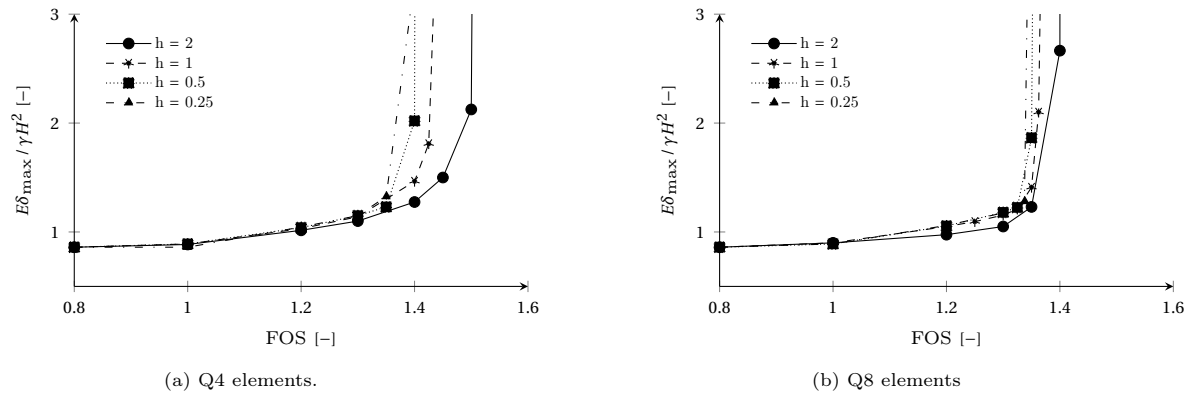 3
2
1
Eδmax / γH² [−]
h = 2
h = 1
h = 0.5
h = 0.25
0.8 1 1.2 1.4 1.6
FOS [−]
(a) Q4 elements.
3
2
1
Eδmax / γH² [−]
h = 2
h = 1
h = 0.5
h = 0.25
0.8 1 1.2 1.4 1.6
FOS [−]
(b) Q8 elements